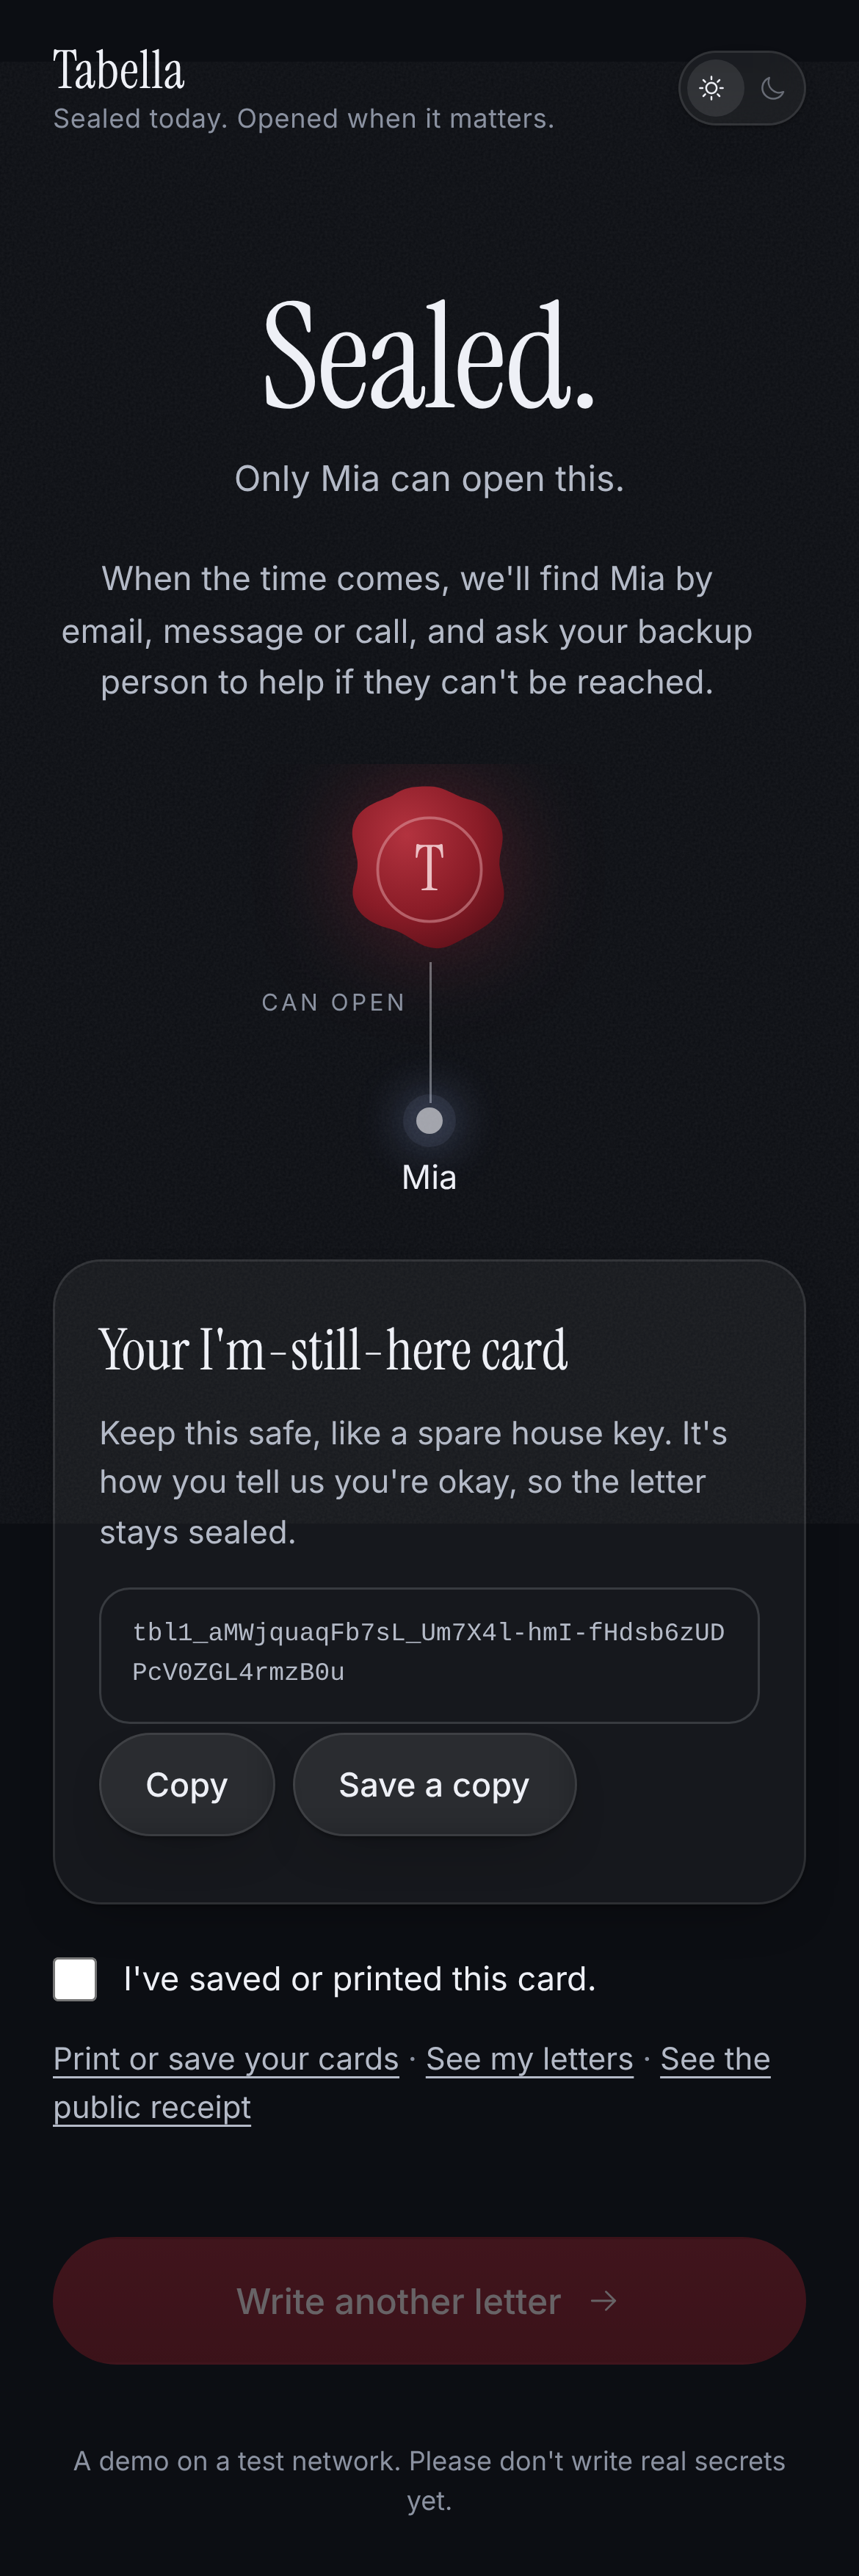 Tabella
Sealed today. Opened when it matters.
Sealed.
Only Mia can open this.
When the time comes, we'll find Mia by
email, message or call, and ask your backup
person to help if they can't be reached.
T
CAN OPEN
Mia
Your I'm-still-here card
Keep this safe, like a spare house key. It's
how you tell us you're okay, so the letter
stays sealed.
tbl1_aMWjquaqFb7sL_Um7X4l-hmI-fHdsb6zUD
PcV0ZGL4rmzB0u
Copy
Save a copy
I've saved or printed this card.
Print or save your cards · See my letters · See the
public receipt
Write another letter →
A demo on a test network. Please don't write real secrets
yet.